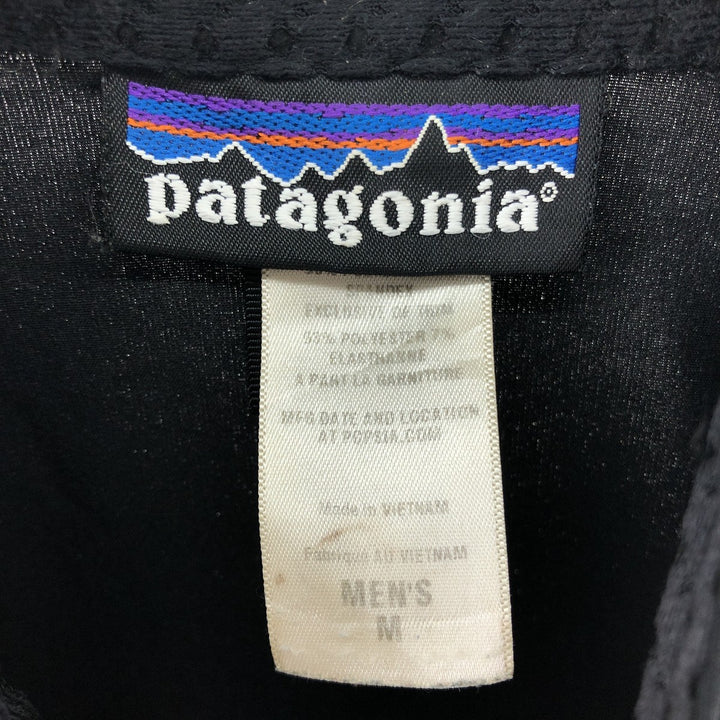 patagonia®
SPANDEX
EXCLUSIVE OF TRIM
93% POLYESTER 7%
ELASTHANNE
A PART LA GARNITURE
MFG DATE AND LOCATION
AT PCPSIA.COM
Made in VIETNAM
Fabriqué AU VIETNAM
MEN'S
M